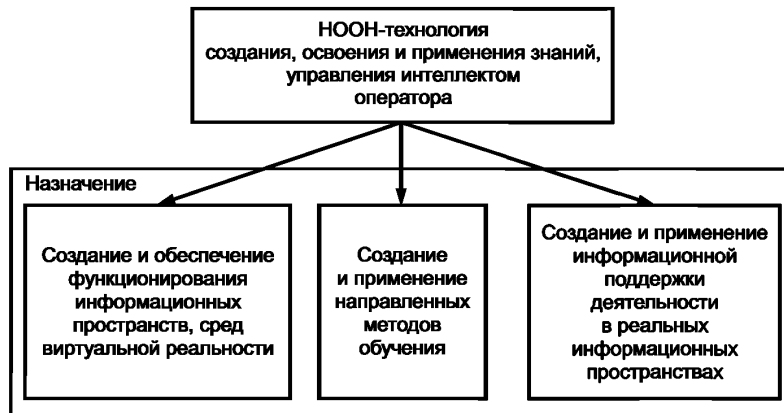 НООН-технология
создания, освоения и применения знаний,
управления интеллектом
оператора
Назначение
Создание и обеспечение
функционирования
информационных
пространств, сред
виртуальной реальности
Создание
и применение
направленных
методов
обучения
Создание и применение
информационной
поддержки
деятельности
в реальных
информационных
пространствах